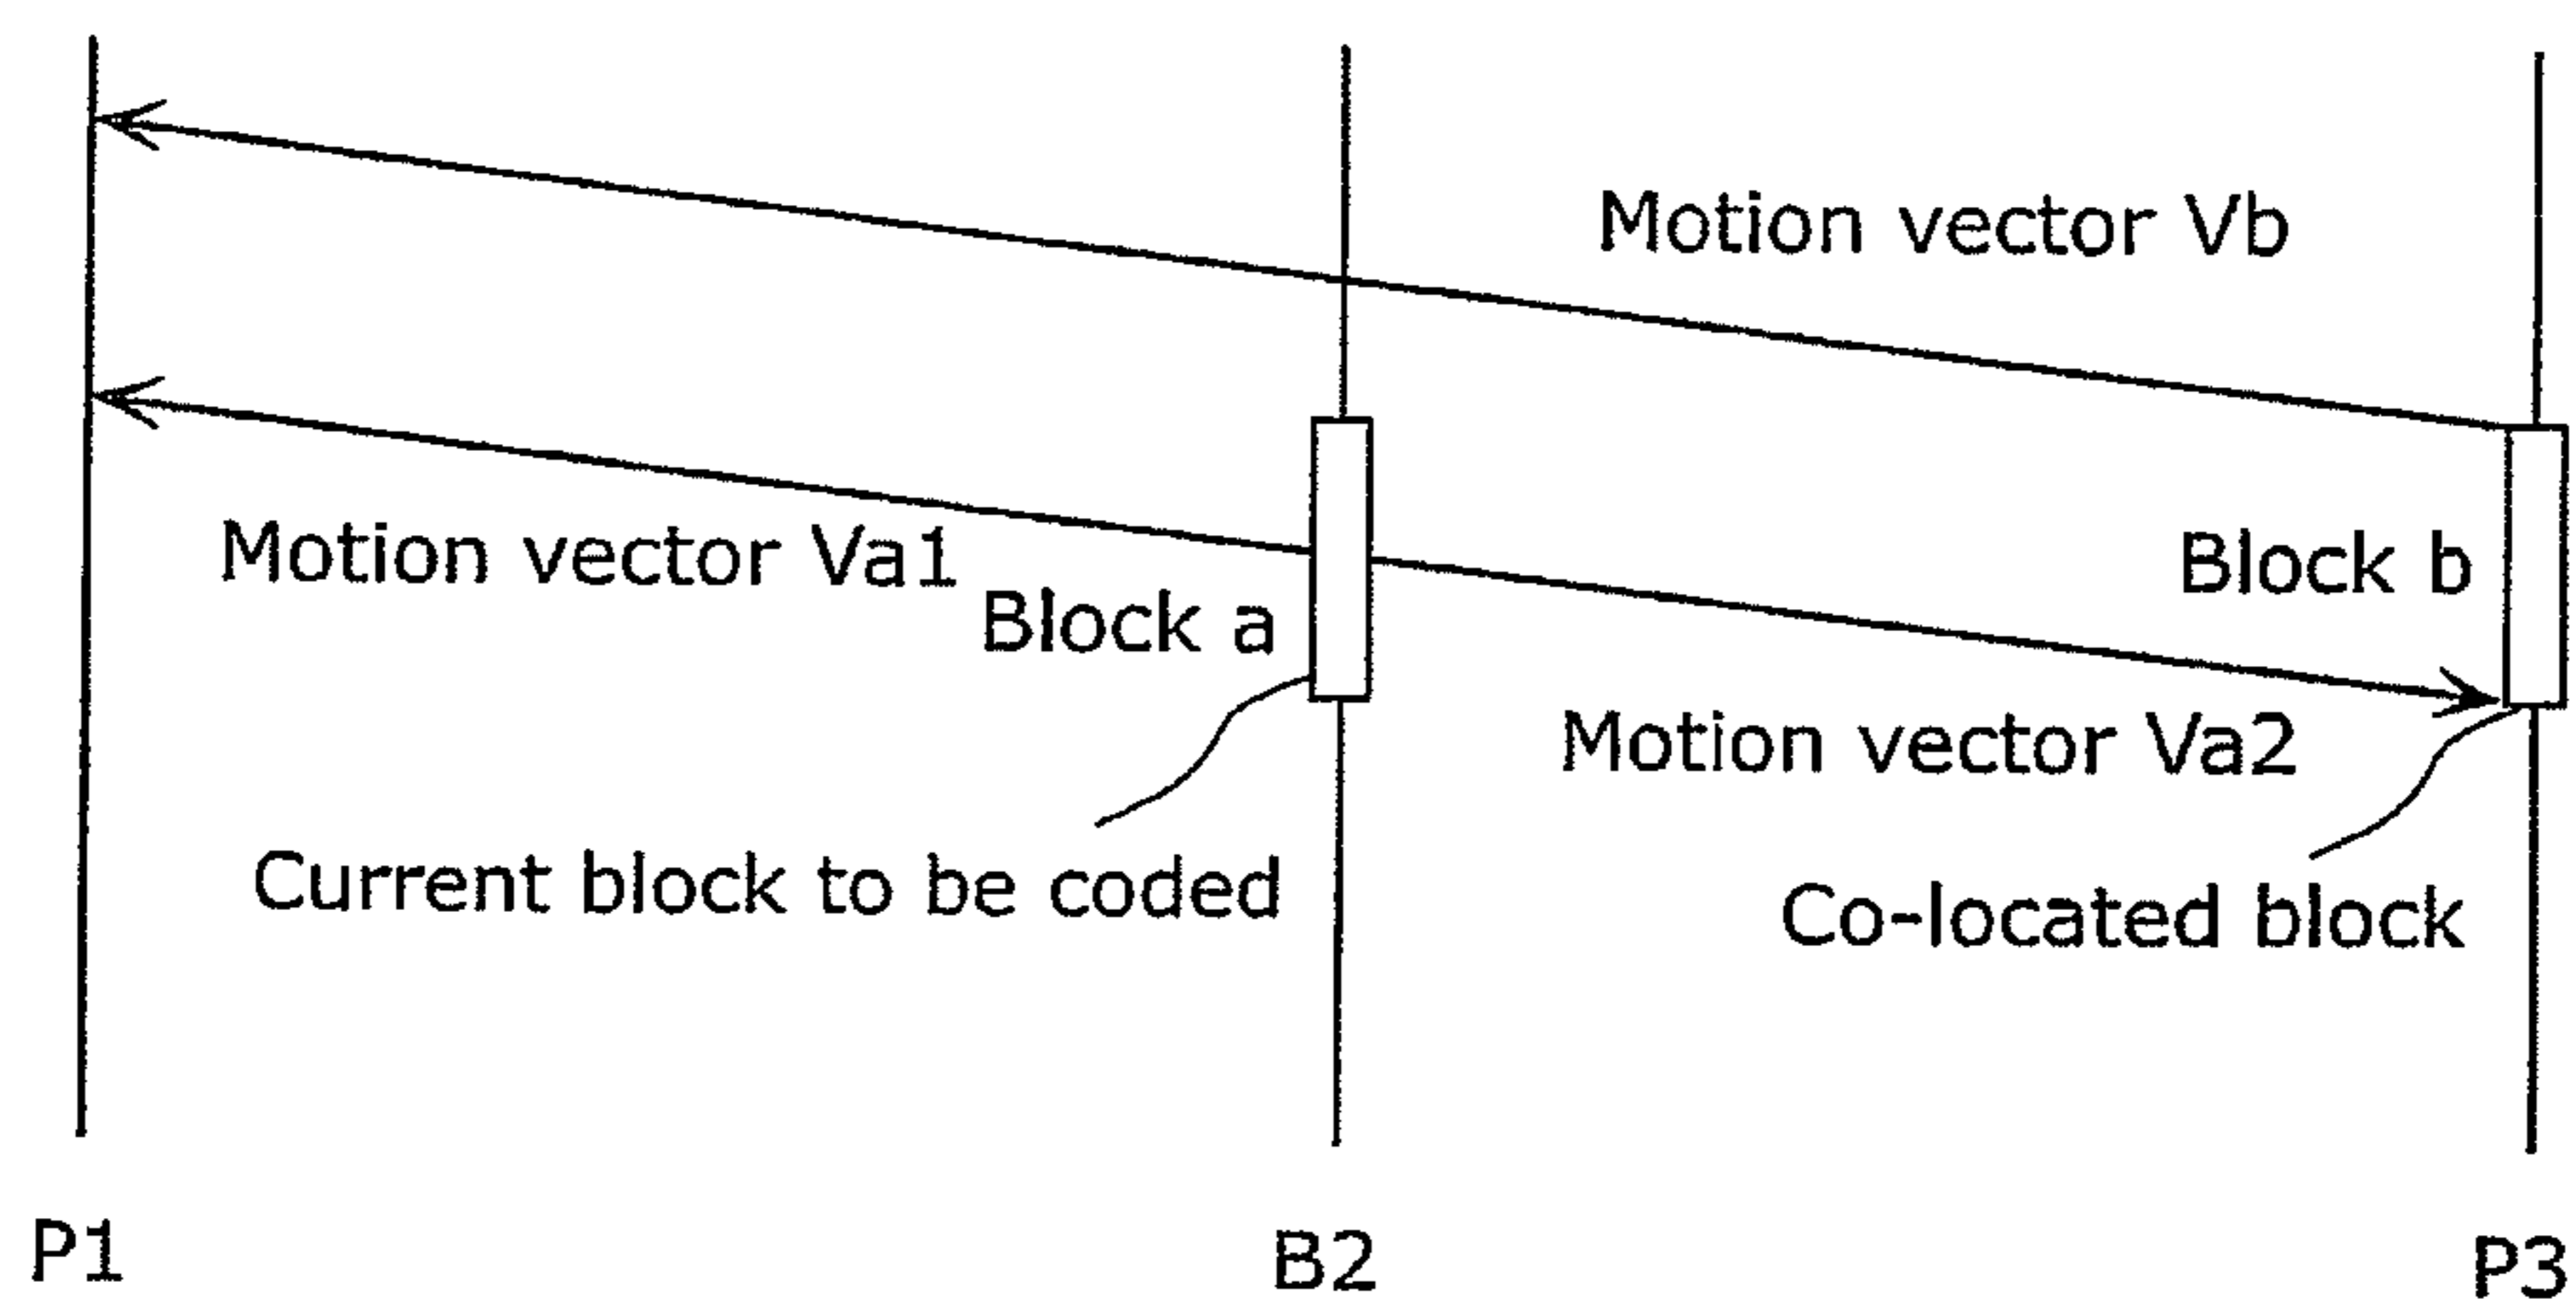 Motion vector Vb
Motion vector Va1
Block b
Block a
Motion vector Va2
Current block to be coded
Co-located block
P1
B2
P3